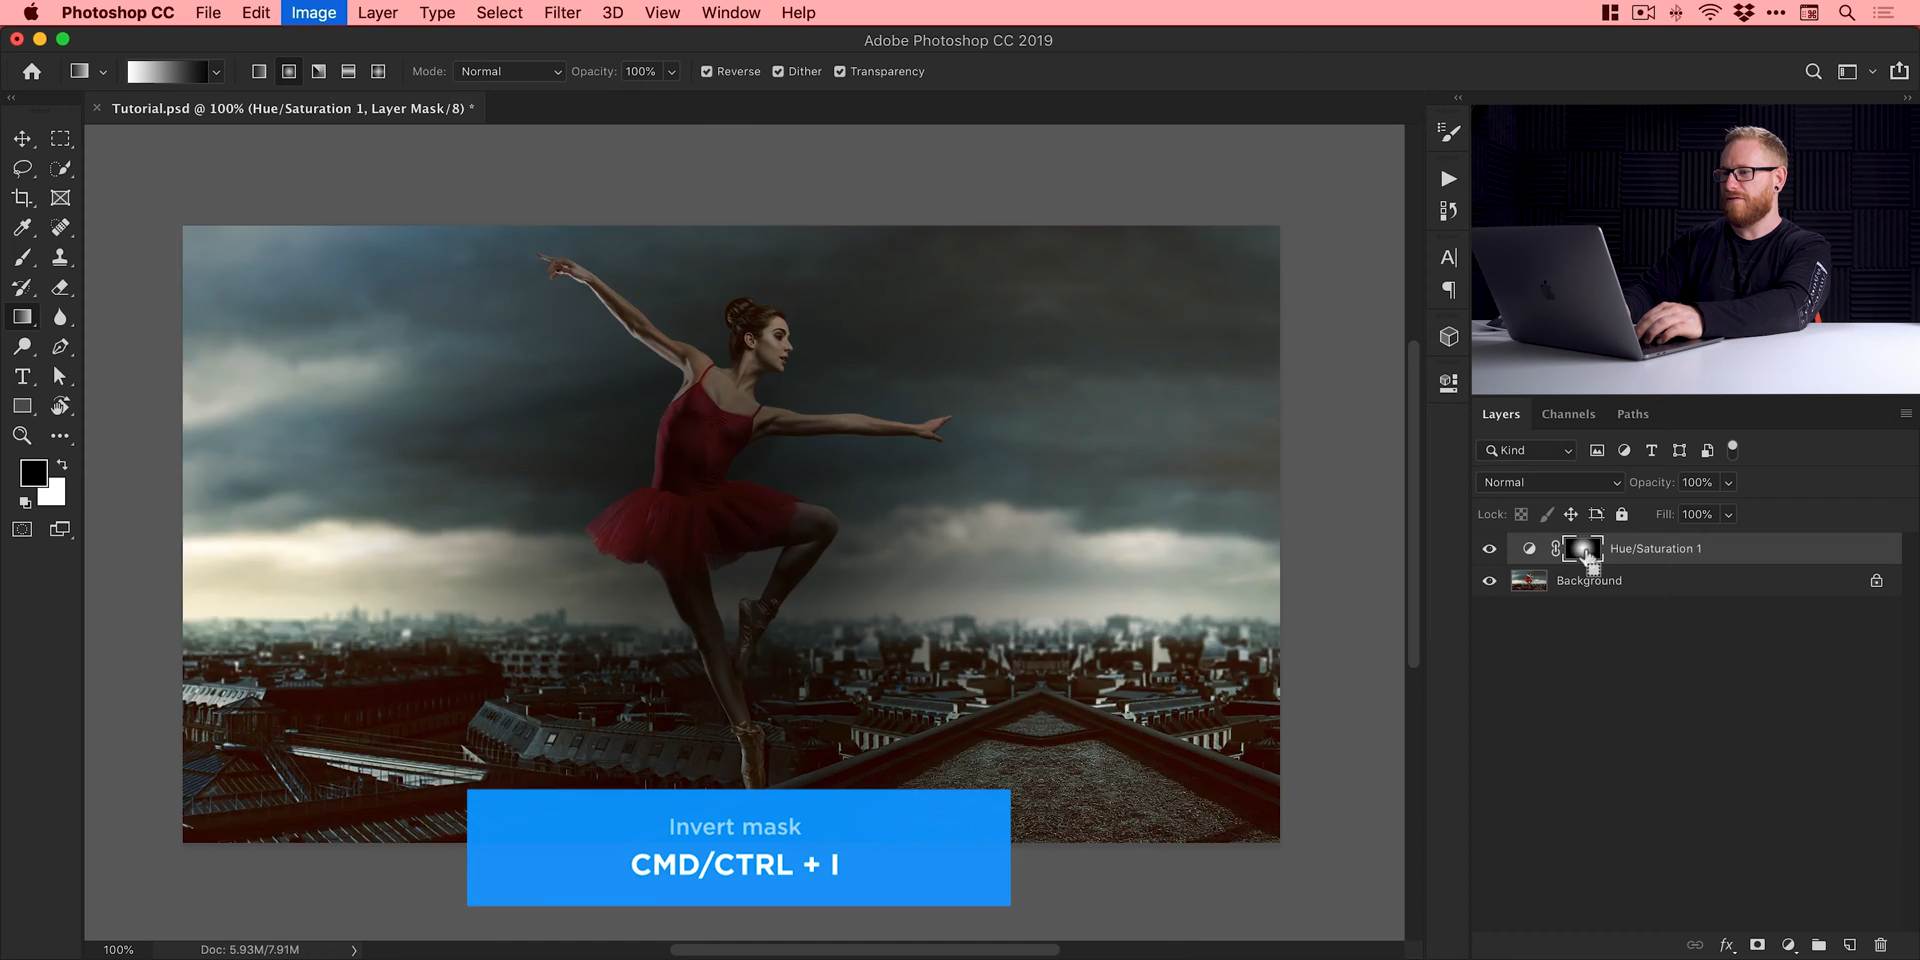 Photoshop CC File Edit Image Layer Type Select Filter 3D View Window Help
Adobe Photoshop CC 2019
Mode: Normal Opacity: 100% Reverse Dither Transparency
× Tutorial.psd @ 100% (Hue/Saturation 1, Layer Mask/8) *
Layers Channels Paths
Kind
Normal Opacity: 100%
Lock: Fill: 100%
Hue/Saturation 1
Background
Invert mask
CMD/CTRL + I
100% Doc: 5.93M/7.91M